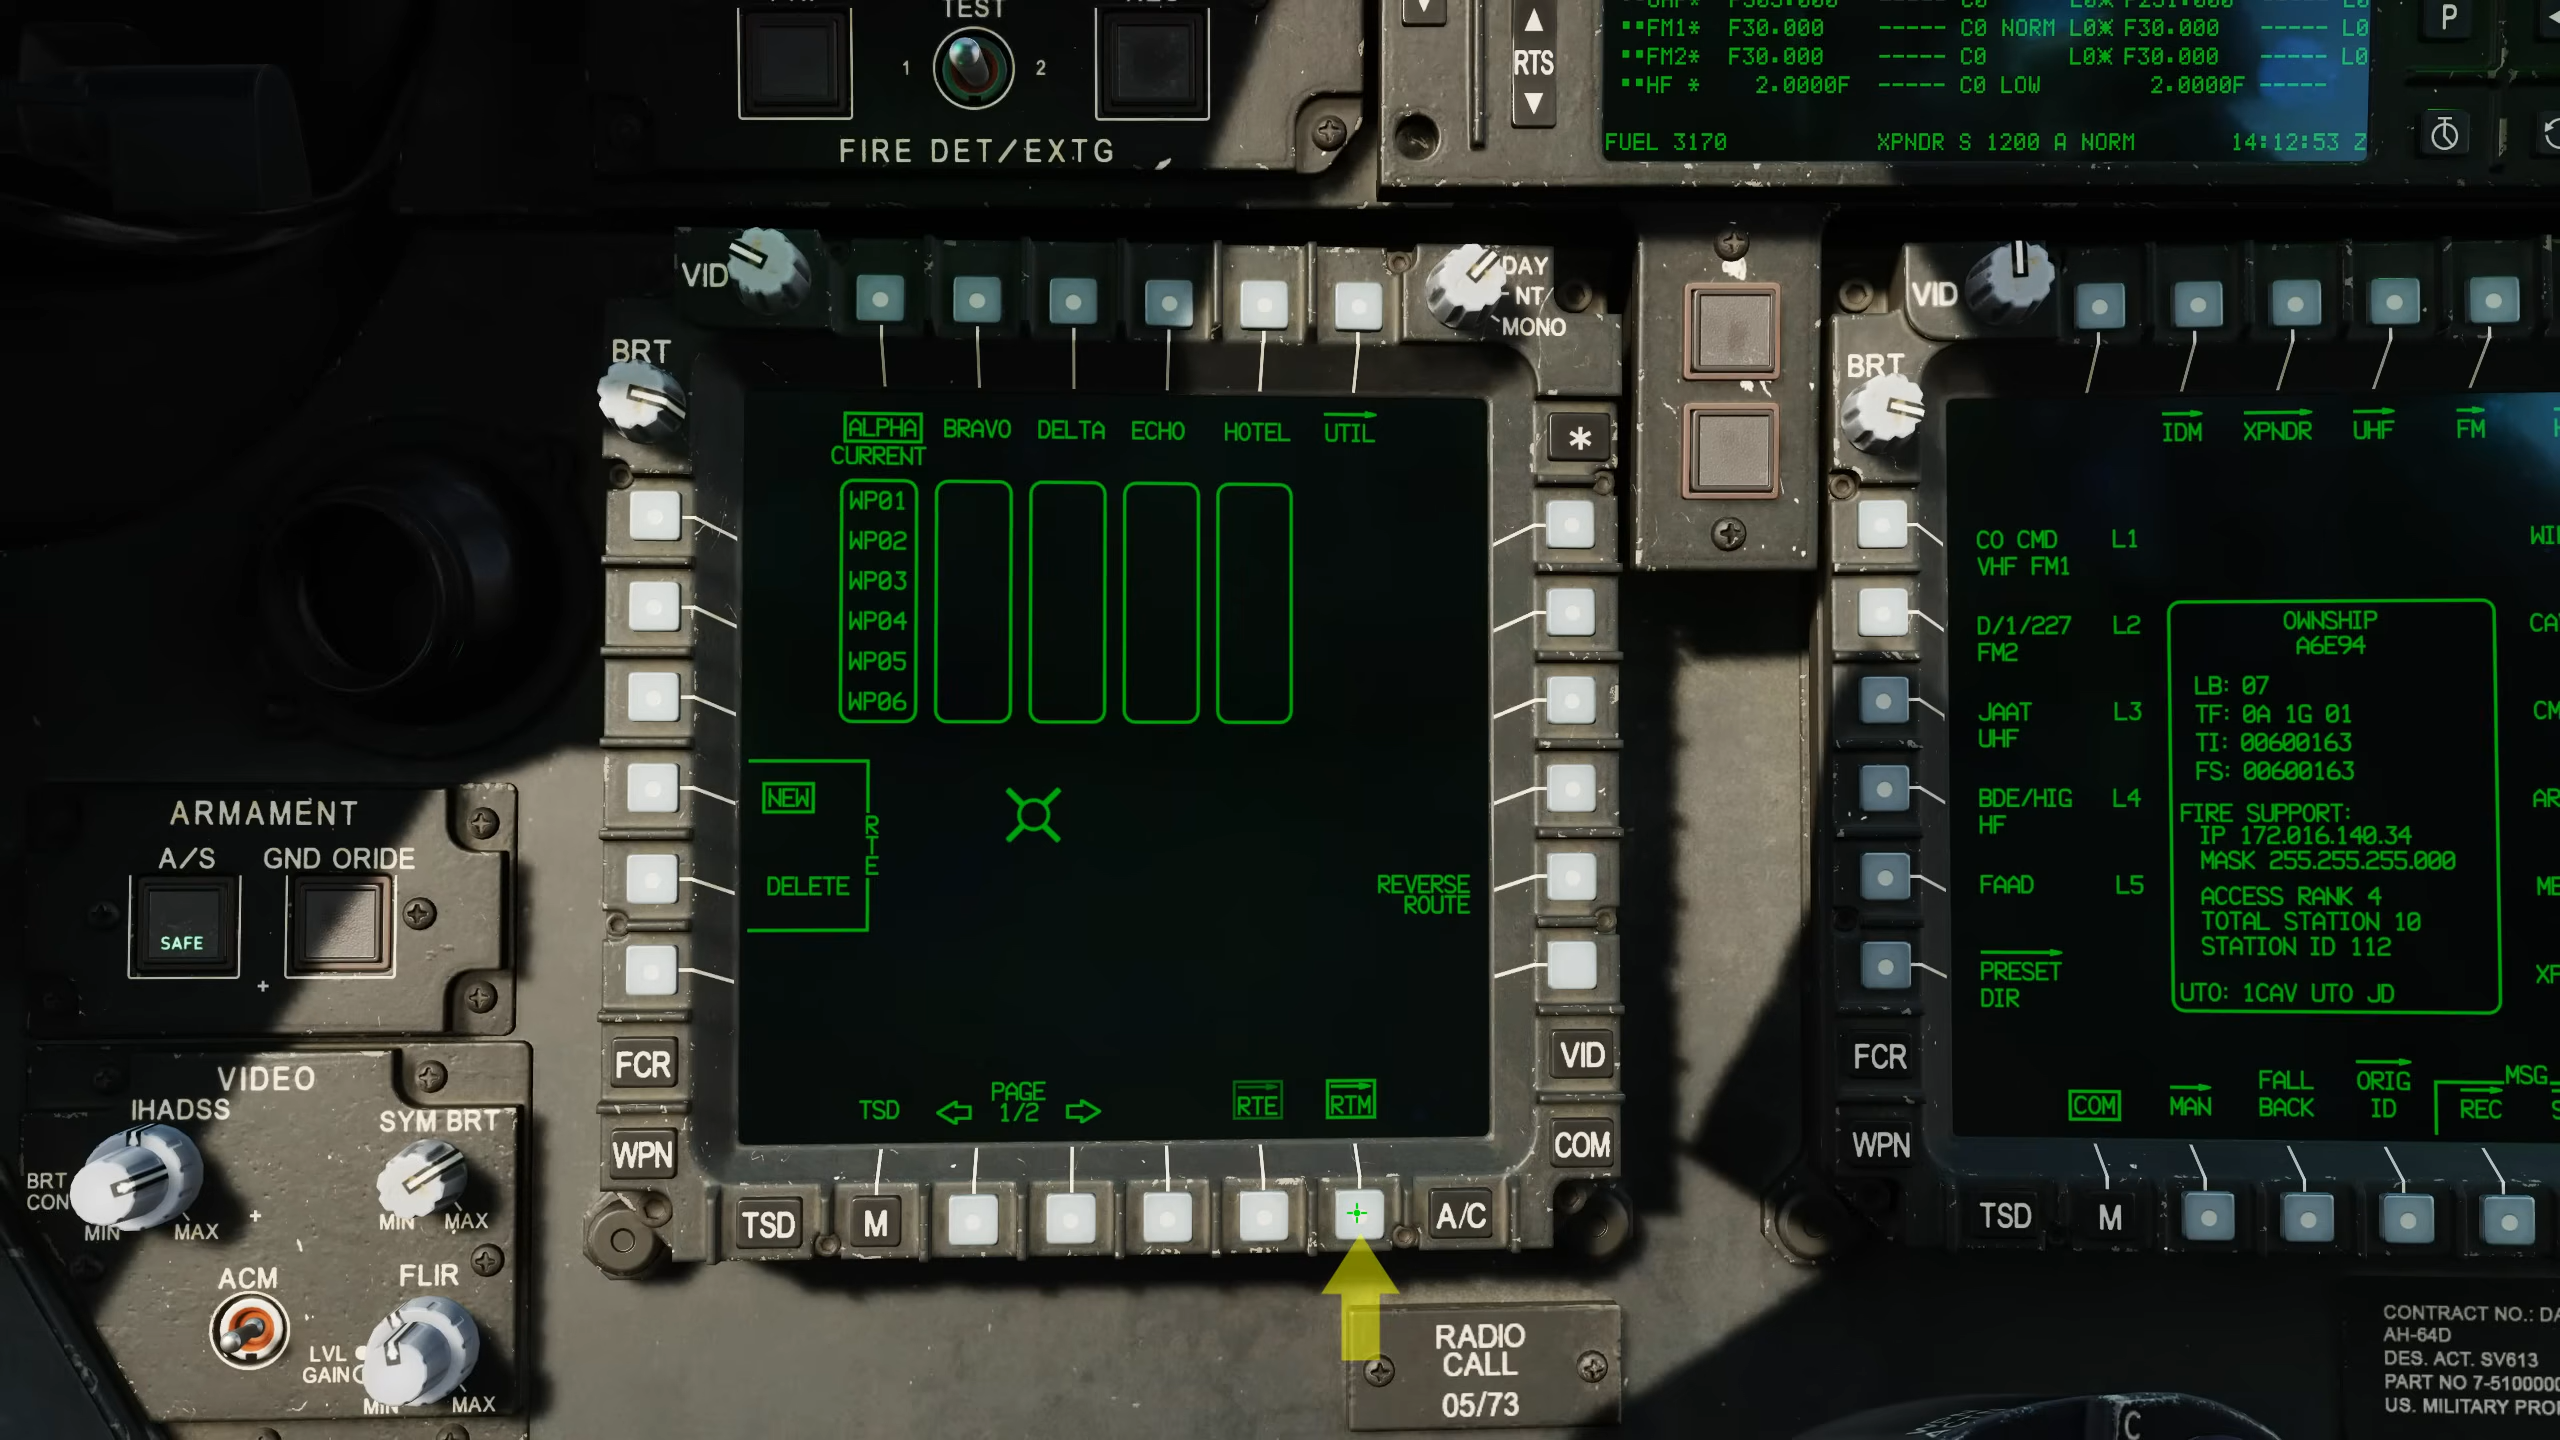 TEST
1
2
FIRE DET/EXTG
RTS
**FM1* F30.000 ----- C0 NORM L0* F30.000 ----- L0
**FM2* F30.000 ----- C0 L0* F30.000 ----- L0
**HF * 2.0000F ----- C0 LOW 2.0000F -----
FUEL 3170 XPNDR S 1200 A NORM 14:12:53 Z
P
VID
BRT
DAY
NT/
MONO
*
ALPHA BRAVO DELTA ECHO HOTEL UTIL
CURRENT
WP01
WP02
WP03
WP04
WP05
WP06
NEW
RTE
DELETE
REVERSE
ROUTE
TSD
PAGE
1/2
RTE
RTM
FCR
WPN
TSD
M
A/C
VID
COM
VID
BRT
IDM XPNDR UHF FM
CO CMD L1
VHF FM1
D/1/227 L2
FM2
JAAT L3
UHF
BDE/HIG L4
HF
FAAD L5
PRESET
DIR
OWNSHIP
A6E94
LB: 07
TF: 0A 1G 01
TI: 00600163
FS: 00600163
FIRE SUPPORT:
IP 172.016.140.34
MASK 255.255.255.000
ACCESS RANK 4
TOTAL STATION 10
STATION ID 112
UTO: 1CAV UTO JD
COM
MAN
FALL
BACK
ORIG
ID
MSG
REC
FCR
WPN
TSD
M
ARMAMENT
A/S
GND ORIDE
SAFE
VIDEO
IHADSS
SYM BRT
BRT
CON
MIN
MAX
MIN
MAX
ACM
FLIR
LVL
GAIN
MIN
MAX
RADIO
CALL
05/73
CONTRACT NO.: DA
AH-64D
DES. ACT. SV613
PART NO 7-5100000
US. MILITARY PRO
C